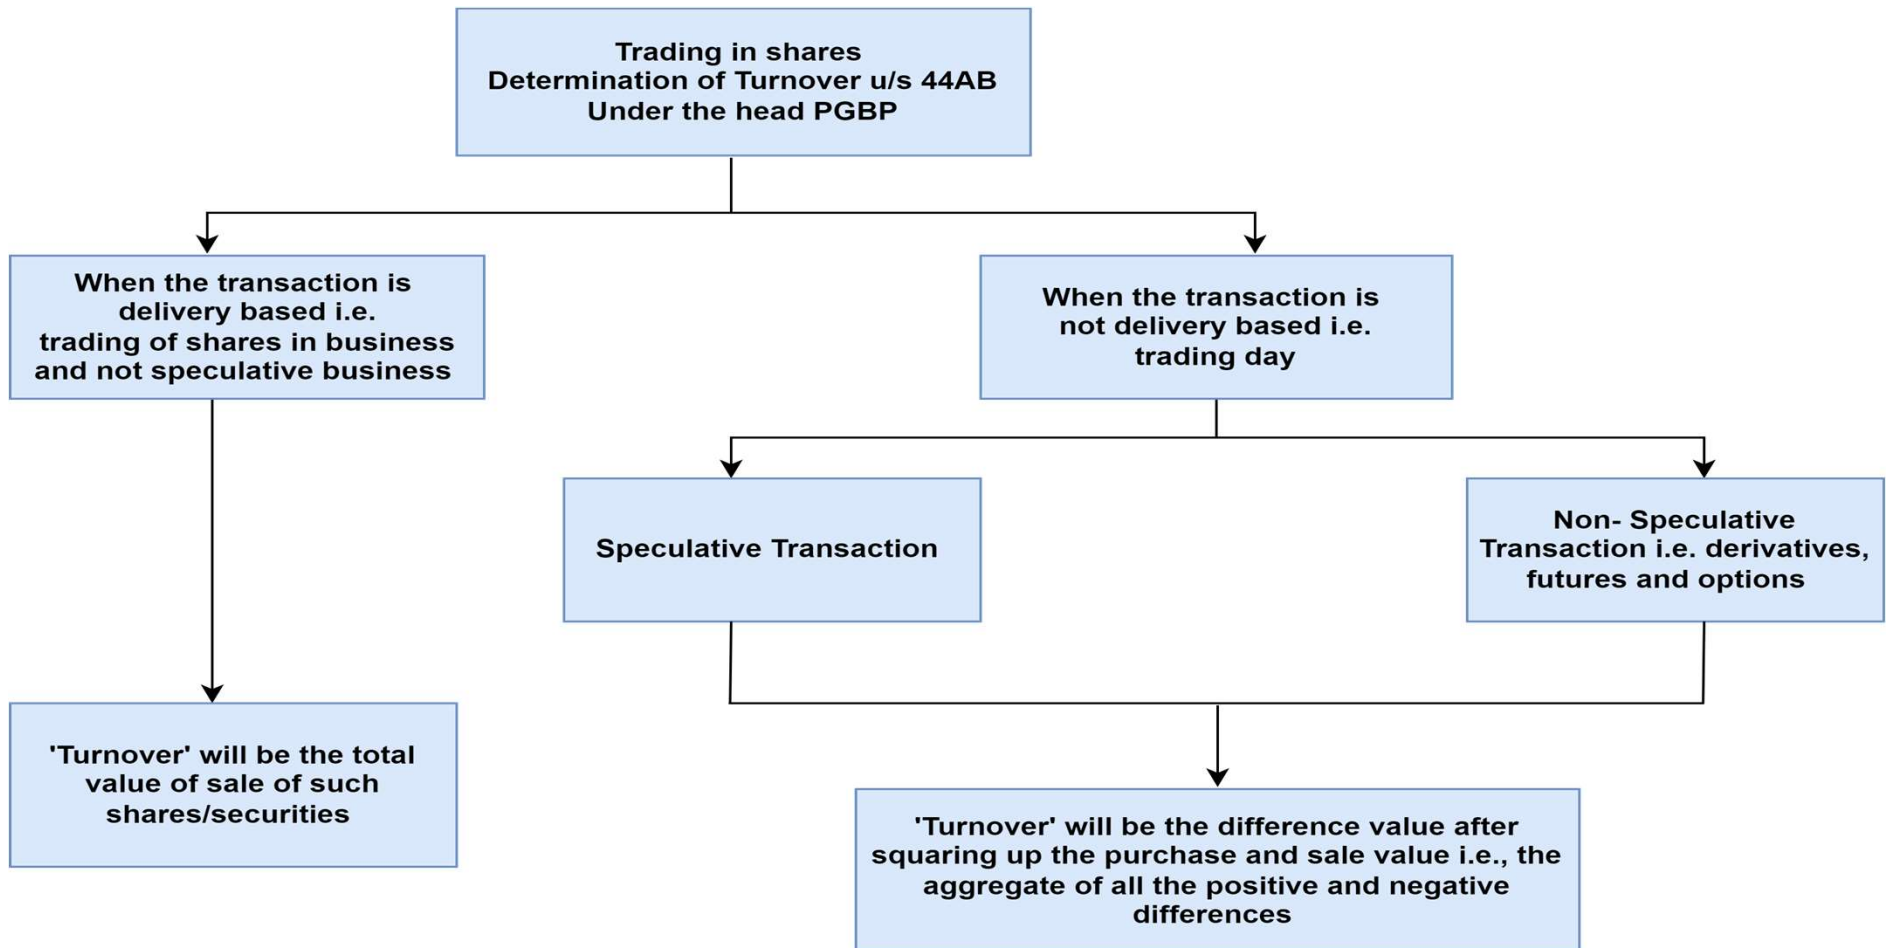 Trading in shares
Determination of Turnover u/s 44AB
Under the head PGBP
When the transaction is
delivery based i.e.
trading of shares in business
and not speculative business
When the transaction is
not delivery based i.e.
trading day
Speculative Transaction
Non- Speculative
Transaction i.e. derivatives,
futures and options
'Turnover' will be the total
value of sale of such
shares/securities
'Turnover' will be the difference value after
squaring up the purchase and sale value i.e., the
aggregate of all the positive and negative
differences